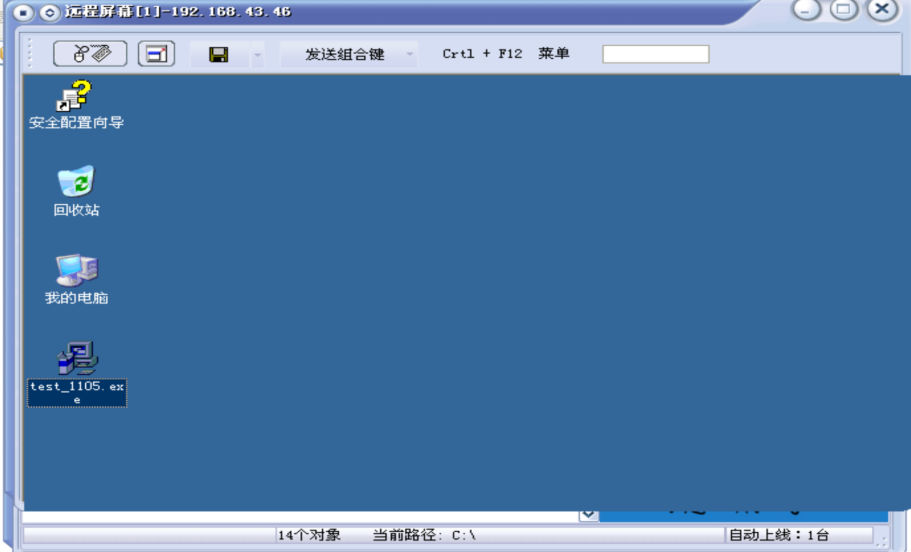 远程屏幕[1]-192.168.43.46
发送组合键 Crtl + F12 菜单
安全配置向导
回收站
我的电脑
test_1105.ex
e
14个对象 当前路径: C:\ 自动上线：1台